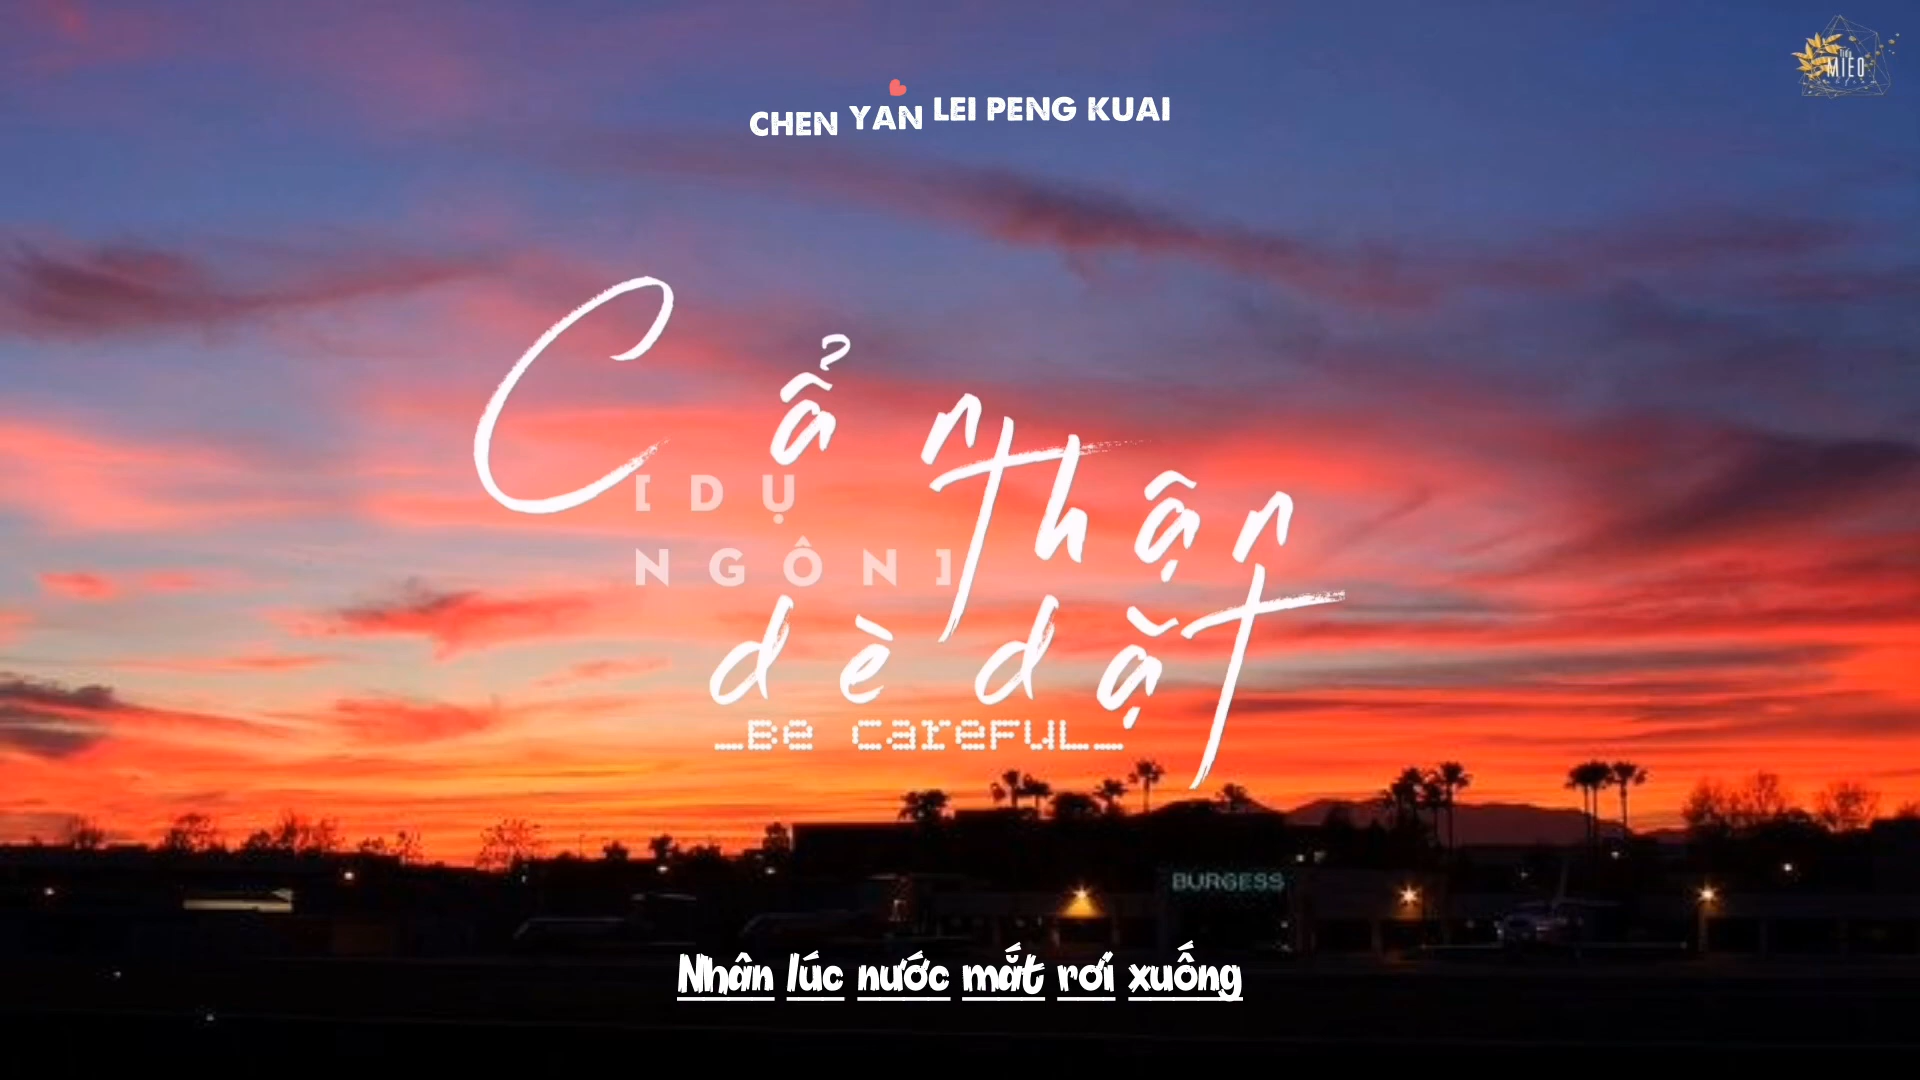 MIÊO
CHEN YAN LEI PENG KUAI
Cẩn thận
[DỤ
NGÔN]
dè dặt
_Be careful_
BURGESS
Nhân lúc nước mắt rơi xuống